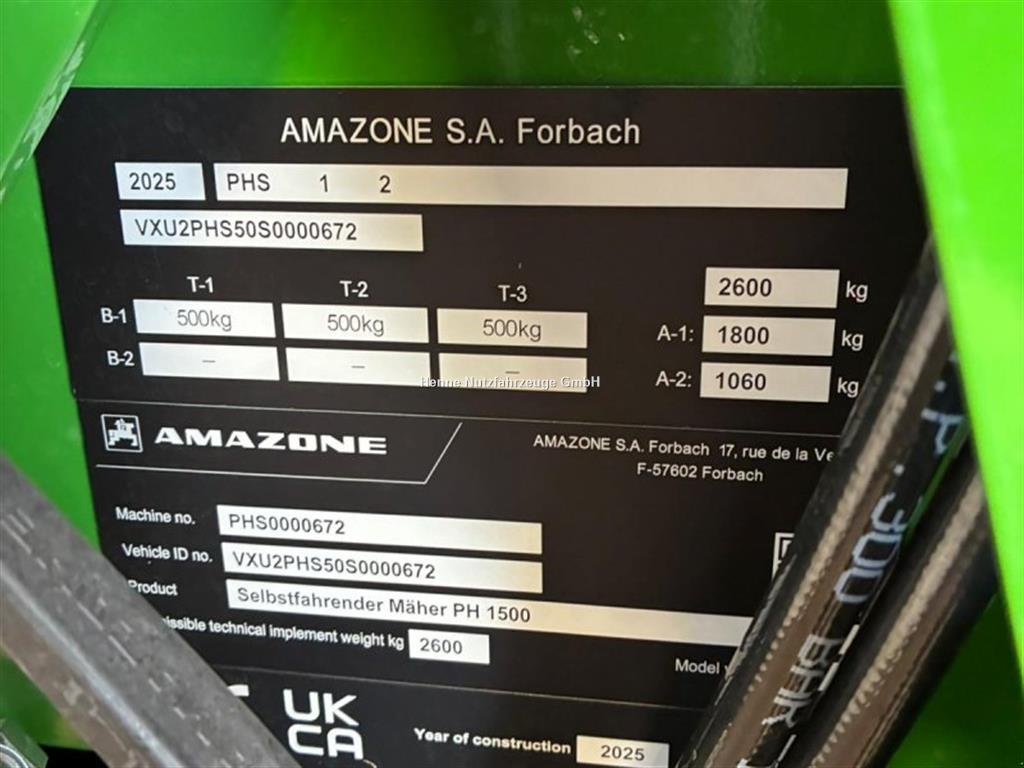 AMAZONE S.A. Forbach
2025 PHS 1 2
VXU2PHS50S0000672
T-1 T-2 T-3 2600 kg
B-1 500kg 500kg 500kg A-1: 1800 kg
B-2 – – – A-2: 1060 kg
Henne Nutzfahrzeuge GmbH
AMAZONE
AMAZONE S.A. Forbach 17, rue de la
F-57602 Forbach
Machine no. PHS0000672
Vehicle ID no. VXU2PHS50S0000672
Product Selbstfahrender Mäher PH 1500
technical implement weight kg 2600
Model
UK
CA
Year of construction 2025